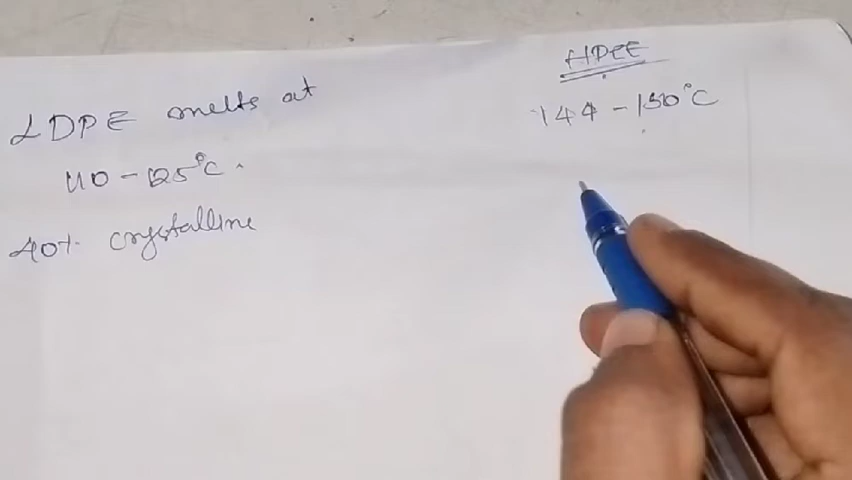 LDPE melts at
110 - 125°C.
40% crystalline
HDPE
144 - 150°C